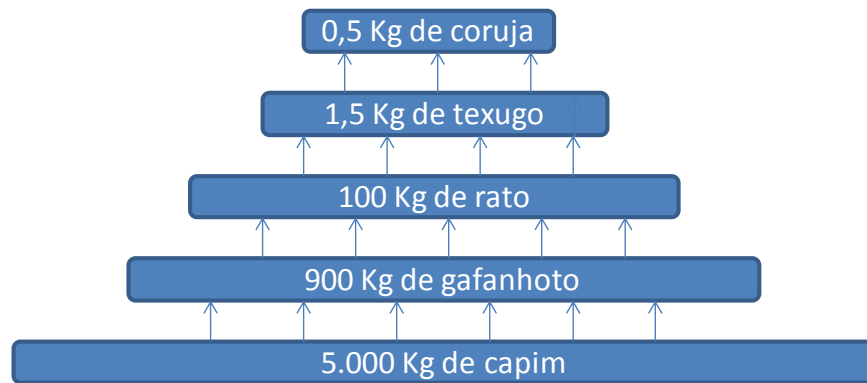 0,5 Kg de coruja
1,5 Kg de texugo
100 Kg de rato
900 Kg de gafanhoto
5.000 Kg de capim